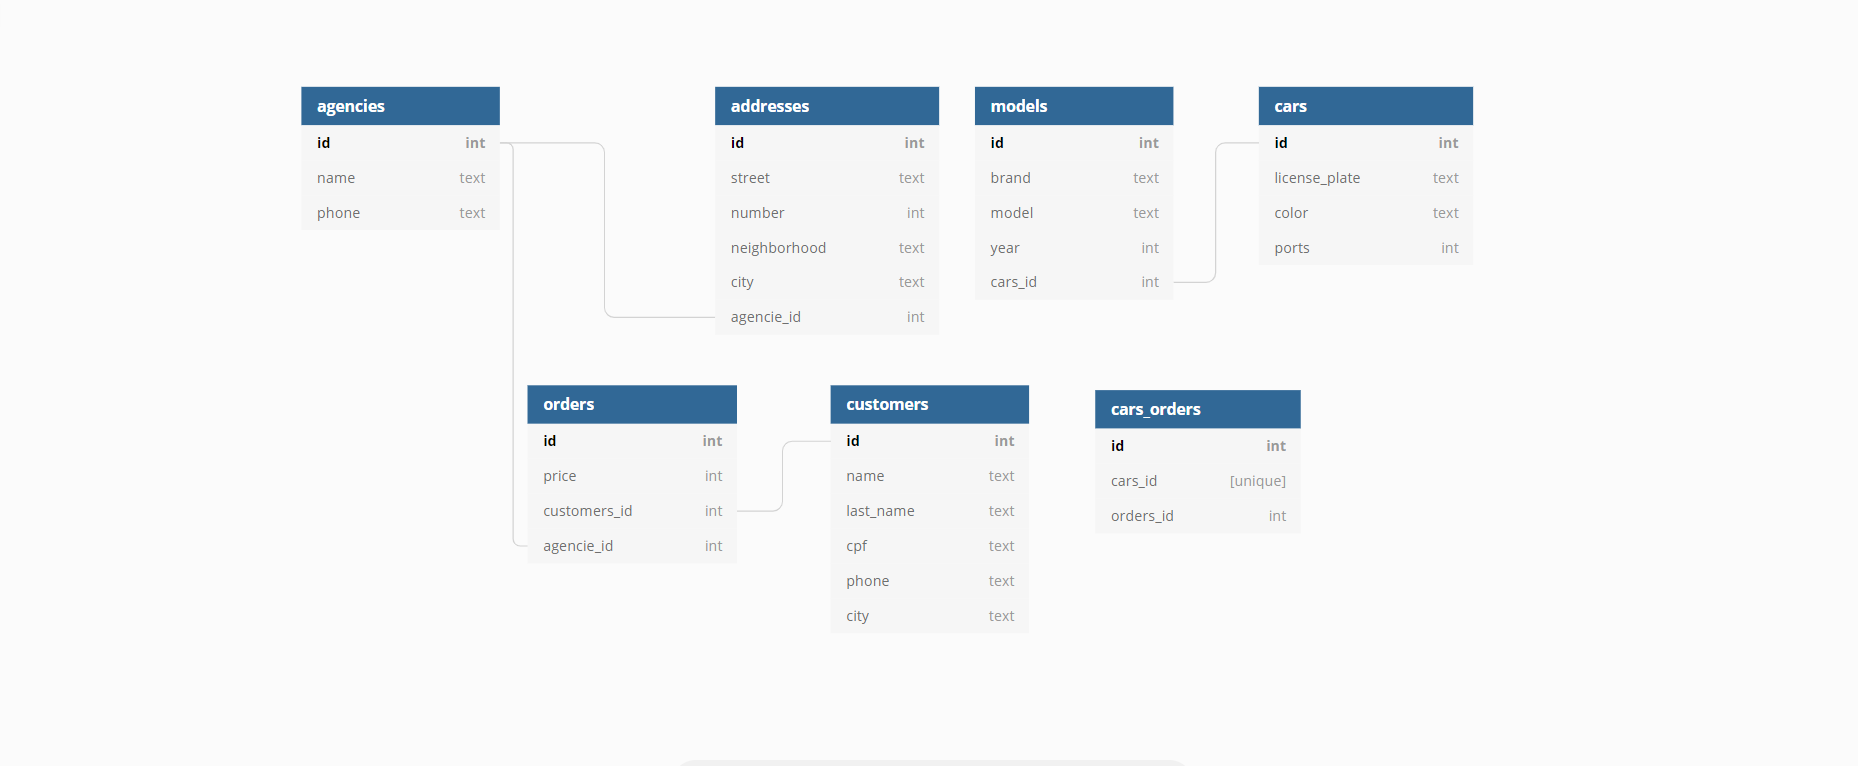 agencies
id int
name text
phone text
addresses
id int
street text
number int
neighborhood text
city text
agencie_id int
models
id int
brand text
model text
year int
cars_id int
cars
id int
license_plate text
color text
ports int
orders
id int
price int
customers_id int
agencie_id int
customers
id int
name text
last_name text
cpf text
phone text
city text
cars_orders
id int
cars_id [unique]
orders_id int